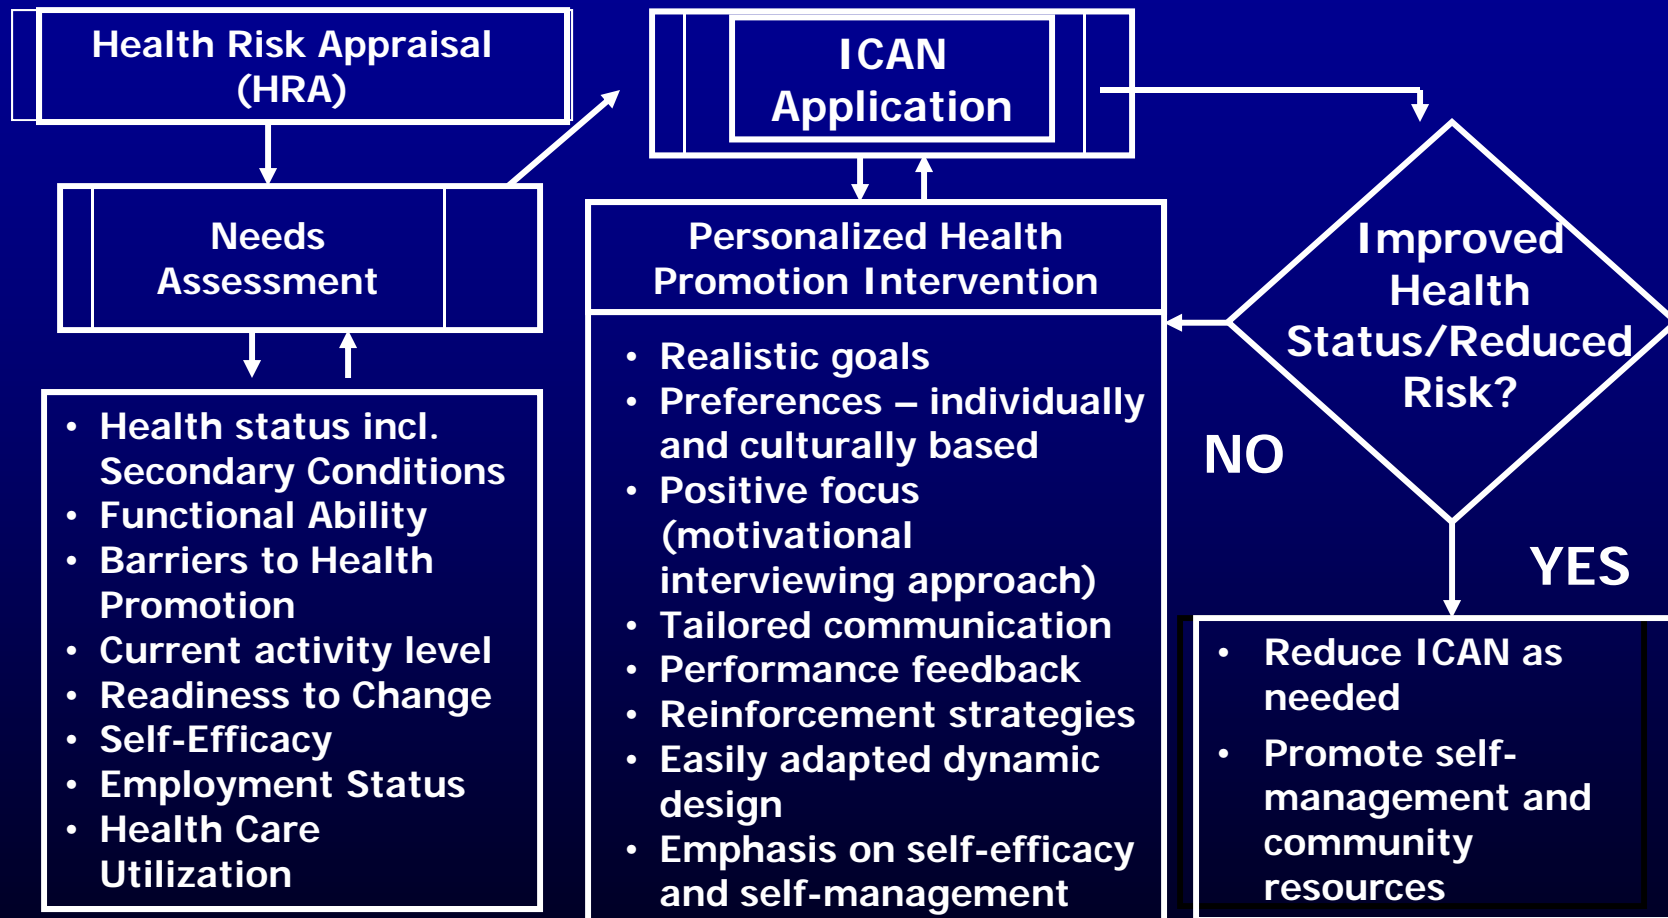 Health Risk Appraisal
(HRA)
Needs
Assessment
• Health status incl.
Secondary Conditions
• Functional Ability
• Barriers to Health
Promotion
• Current activity level
• Readiness to Change
• Self-Efficacy
• Employment Status
• Health Care
Utilization
ICAN
Application
Personalized Health
Promotion Intervention
• Realistic goals
• Preferences – individually
and culturally based
• Positive focus
(motivational
interviewing approach)
• Tailored communication
• Performance feedback
• Reinforcement strategies
• Easily adapted dynamic
design
• Emphasis on self-efficacy
and self-management
Improved
Health
Status/Reduced
Risk?
NO
YES
• Reduce ICAN as
needed
• Promote self-
management and
community
resources